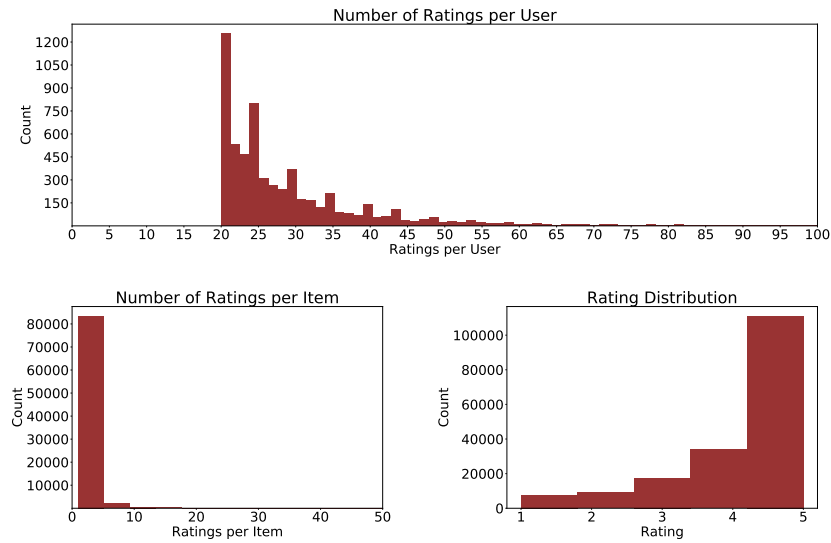 Number of Ratings per User
1200
1050
900
750
600
450
300
150
Count
0 5 10 15 20 25 30 35 40 45 50 55 60 65 70 75 80 85 90 95 100
Ratings per User
Number of Ratings per Item
80000
70000
60000
50000
40000
30000
20000
10000
Count
0 10 20 30 40 50
Ratings per Item
Rating Distribution
100000
80000
60000
40000
20000
0
Count
1 2 3 4 5
Rating